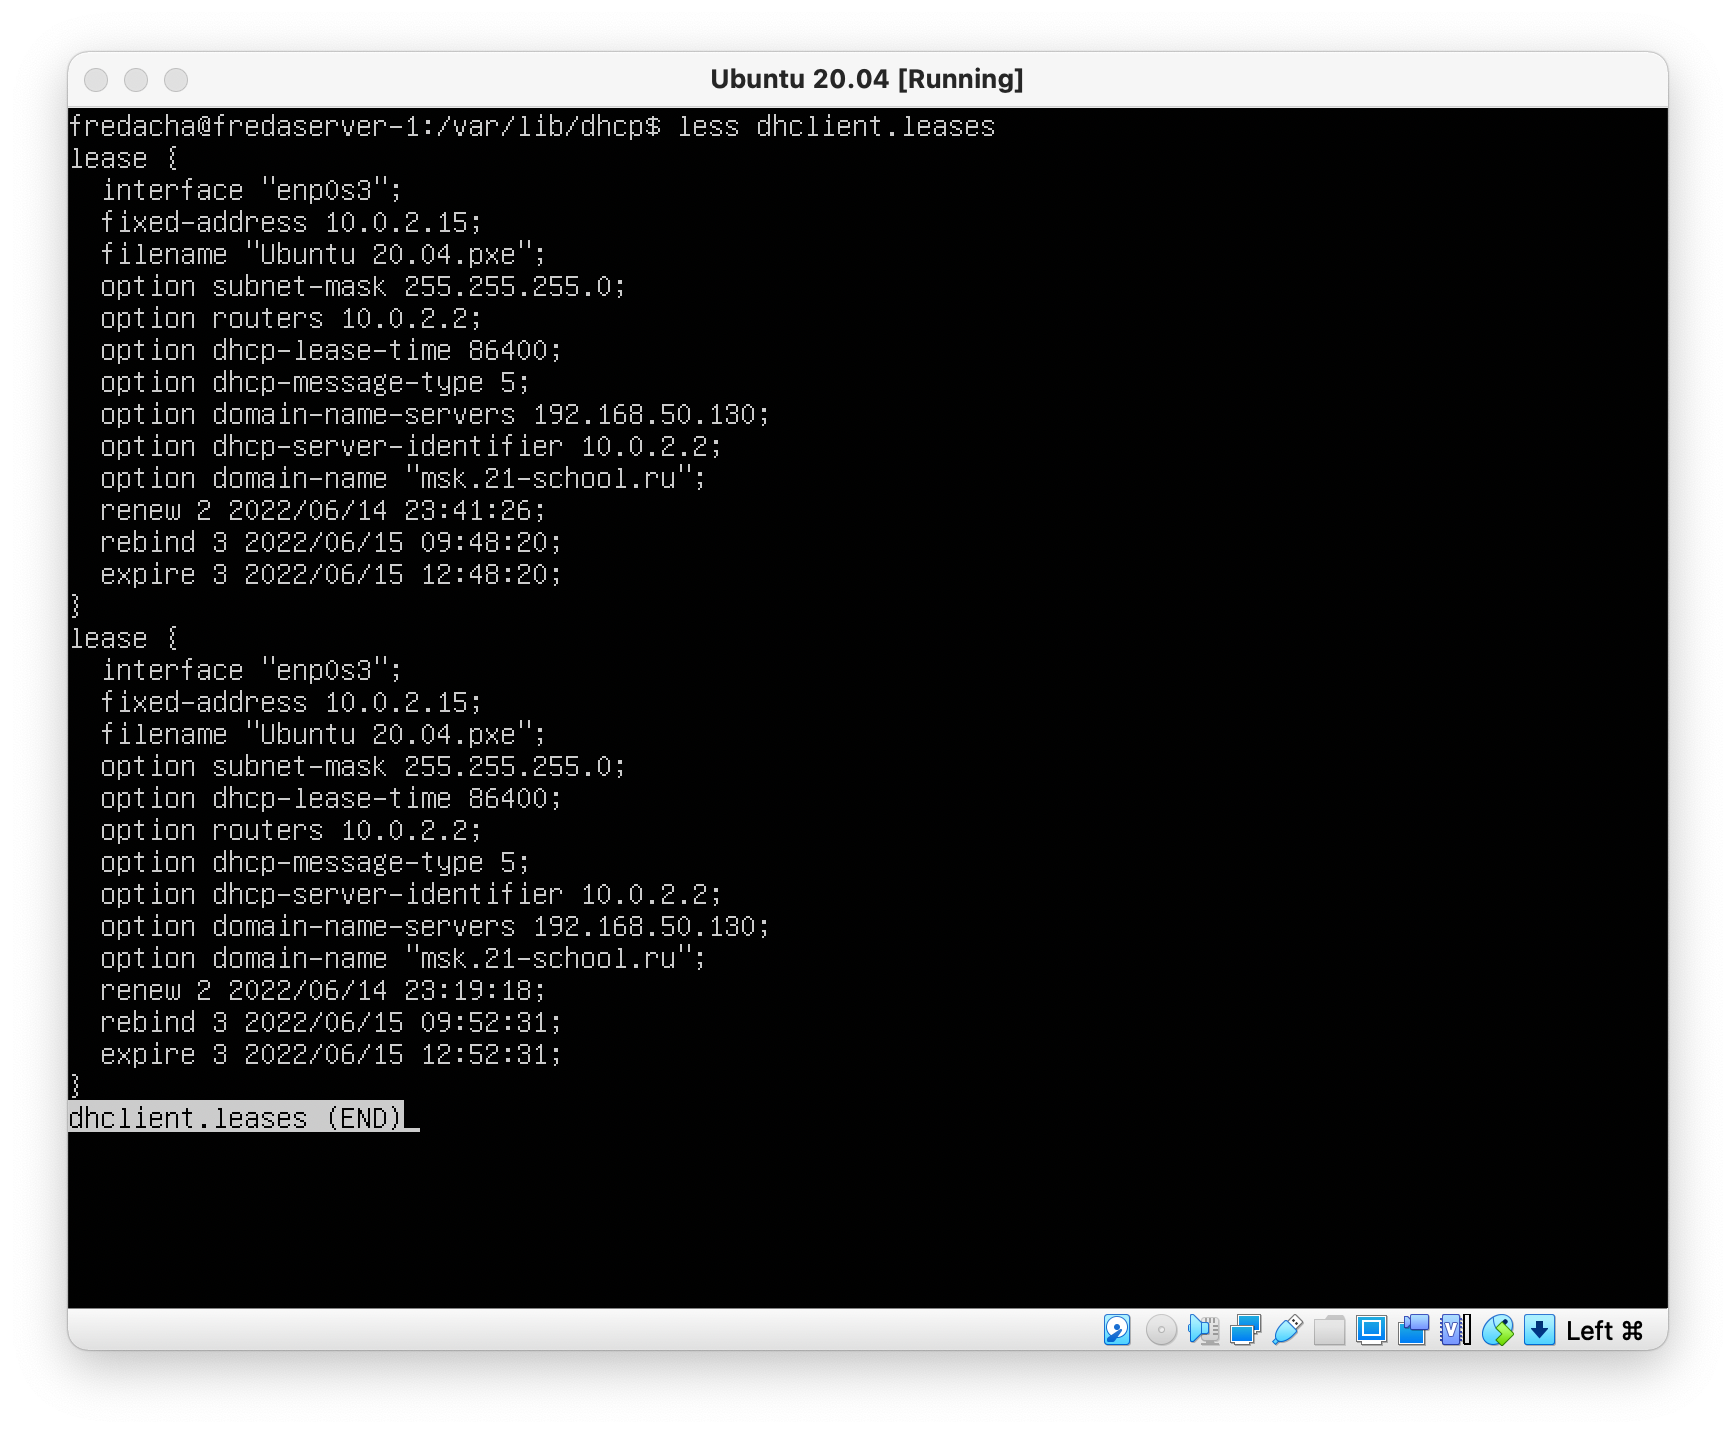 Ubuntu 20.04 [Running]
fredacha@fredaserver-1:/var/lib/dhcp$ less dhclient.leases
lease {
  interface "enp0s3";
  fixed-address 10.0.2.15;
  filename "Ubuntu 20.04.pxe";
  option subnet-mask 255.255.255.0;
  option routers 10.0.2.2;
  option dhcp-lease-time 86400;
  option dhcp-message-type 5;
  option domain-name-servers 192.168.50.130;
  option dhcp-server-identifier 10.0.2.2;
  option domain-name "msk.21-school.ru";
  renew 2 2022/06/14 23:41:26;
  rebind 3 2022/06/15 09:48:20;
  expire 3 2022/06/15 12:48:20;
}
lease {
  interface "enp0s3";
  fixed-address 10.0.2.15;
  filename "Ubuntu 20.04.pxe";
  option subnet-mask 255.255.255.0;
  option dhcp-lease-time 86400;
  option routers 10.0.2.2;
  option dhcp-message-type 5;
  option dhcp-server-identifier 10.0.2.2;
  option domain-name-servers 192.168.50.130;
  option domain-name "msk.21-school.ru";
  renew 2 2022/06/14 23:19:18;
  rebind 3 2022/06/15 09:52:31;
  expire 3 2022/06/15 12:52:31;
}
dhclient.leases (END)
Left ⌘